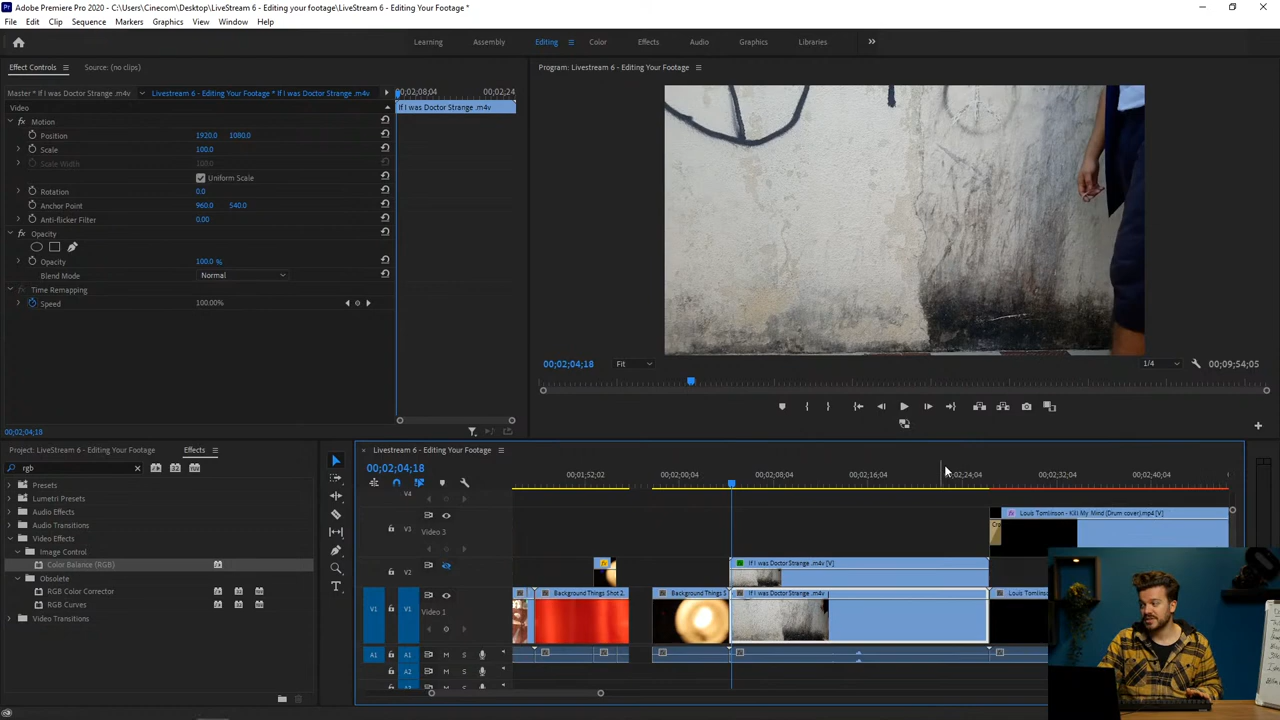 Adobe Premiere Pro 2020 - C:\Users\Cinecom\Desktop\LiveStream 6 - Editing your footage\LiveStream 6 - Editing Your Footage *
File Edit Clip Sequence Markers Graphics View Window Help
Learning Assembly Editing Color Effects Audio Graphics Libraries
Effect Controls Source: (no clips) Program: Livestream 6 - Editing Your Footage
Master * If I was Doctor Strange .m4v Livestream 6 - Editing Your Footage * If I was Doctor Strange .m4v 00;02;08;04 00;02;24
Video If I was Doctor Strange .m4v
fx Motion
Position 1920.0 1080.0
Scale 100.0
Scale Width 100.0
Uniform Scale
Rotation 0.0
Anchor Point 960.0 540.0
Anti-flicker Filter 0.00
fx Opacity
Opacity 100.0 %
Blend Mode Normal
fx Time Remapping
Speed 100.00%
00;02;04;18 Fit 1/4 00;09;54;05
00;02;04;18
Project: LiveStream 6 - Editing Your Footage Effects
rgb
Presets
Lumetri Presets
Audio Effects
Audio Transitions
Video Effects
Image Control
Color Balance (RGB)
Obsolete
RGB Color Corrector
RGB Curves
Video Transitions
Livestream 6 - Editing Your Footage
00;02;04;18
00;01;52;02 00;02;00;04 00;02;08;04 00;02;16;04 00;02;24;04 00;02;32;04 00;02;40;04
V4
V3 Video 3 fx Louis Tomlinson - Kill My Mind (Drum cover).mp4 [V]
V2 fx If I was Doctor Strange .m4v [V]
V1 V1 Video 1 Background Things Shot 2. Background Things S If I was Doctor Strange .m4v Louis Tomlinson
A1 A1 M S
A2 M S
A3 M S